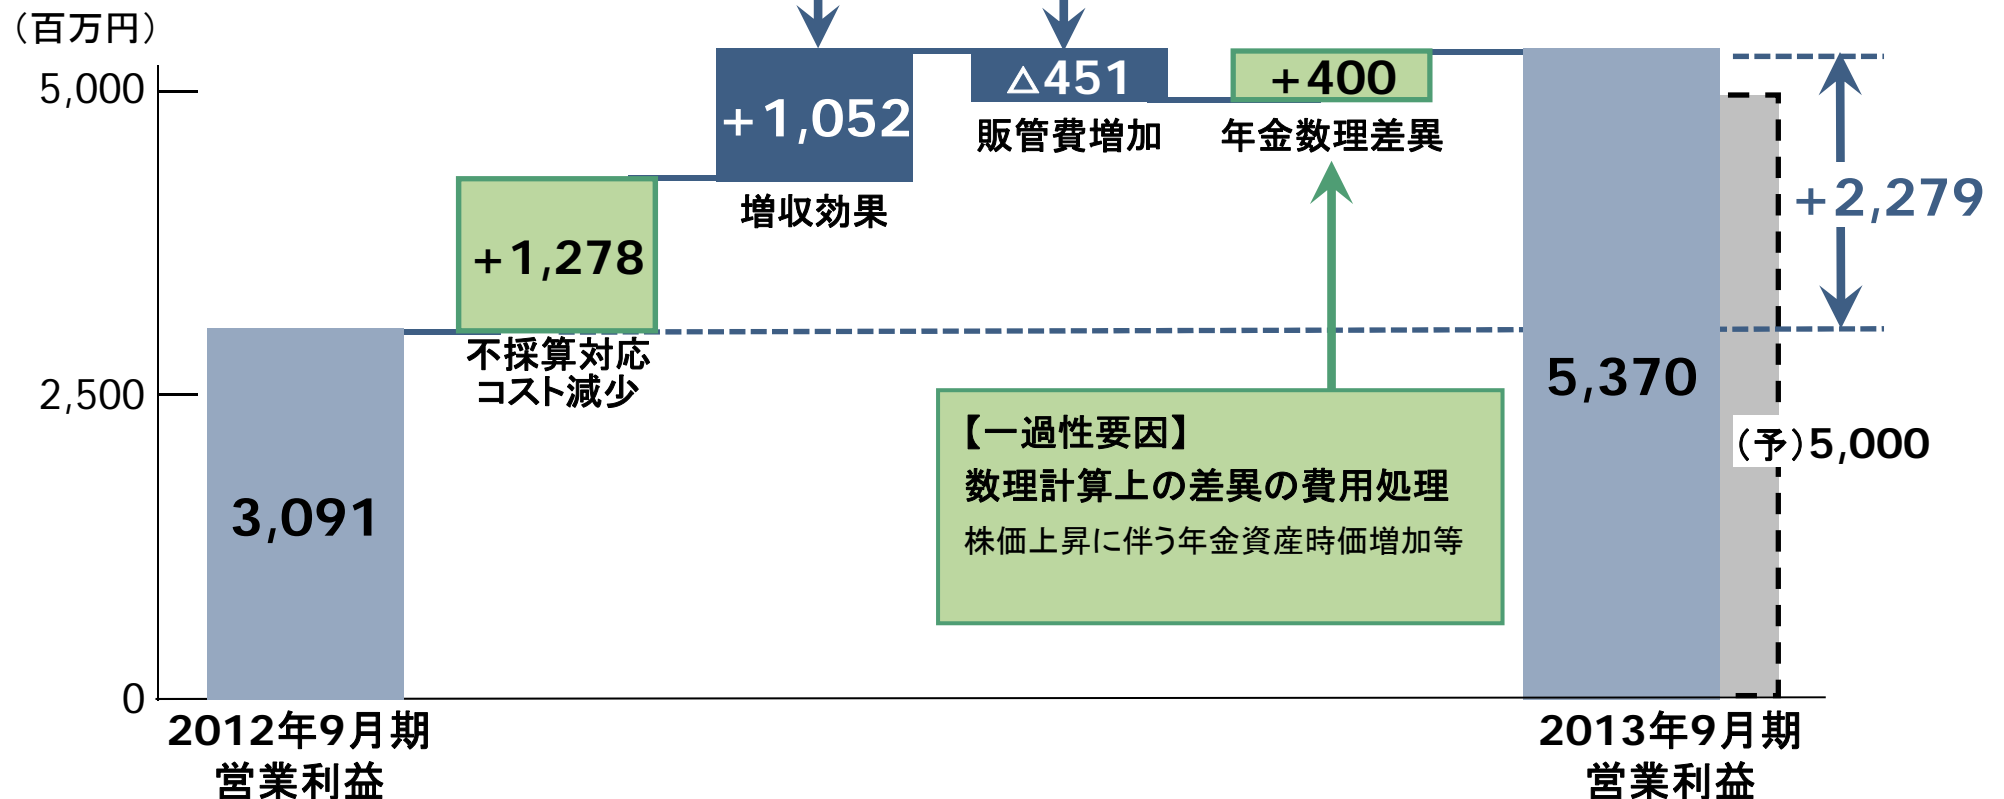 （百万円）
5,000
2,500
0
3,091
+1,278
不採算対応
コスト減少
+1,052
増収効果
△451
販管費増加
+400
年金数理差異
【一過性要因】
数理計算上の差異の費用処理
株価上昇に伴う年金資産時価増加等
5,370
+2,279
（予）5,000
2012年9月期
営業利益
2013年9月期
営業利益